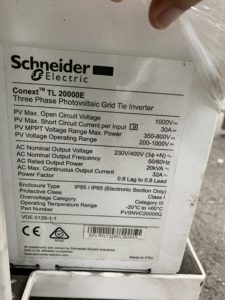 Schneider
Electric
Conext™ TL 20000E
Three Phase Photovoltaic Grid Tie Inverter
PV Max. Open Circuit Voltage 1000V⎓
PV Max. Short Circuit Current per Input 30A⎓
PV MPPT Voltage Range Max. Power 350-800V⎓
PV Voltage Operating Range 200-1000V⎓
AC Nominal Output Voltage 230V/400V (3φ +N) ~
AC Nominal Output Frequency 50/60Hz
AC Rated Output Power 20kVA
AC Max. Continuous Output Current 32A ~
Power Factor 0.8 Lag to 0.8 Lead
Enclosure Type IP55 / IP65 (Electronic Section Only)
Protective Class Class I
Overvoltage Category Category III
Operating Temperature Range -20°C to +60°C
Part Number PVSNVC20000G
VDE 0126-1-1
Made in PRC